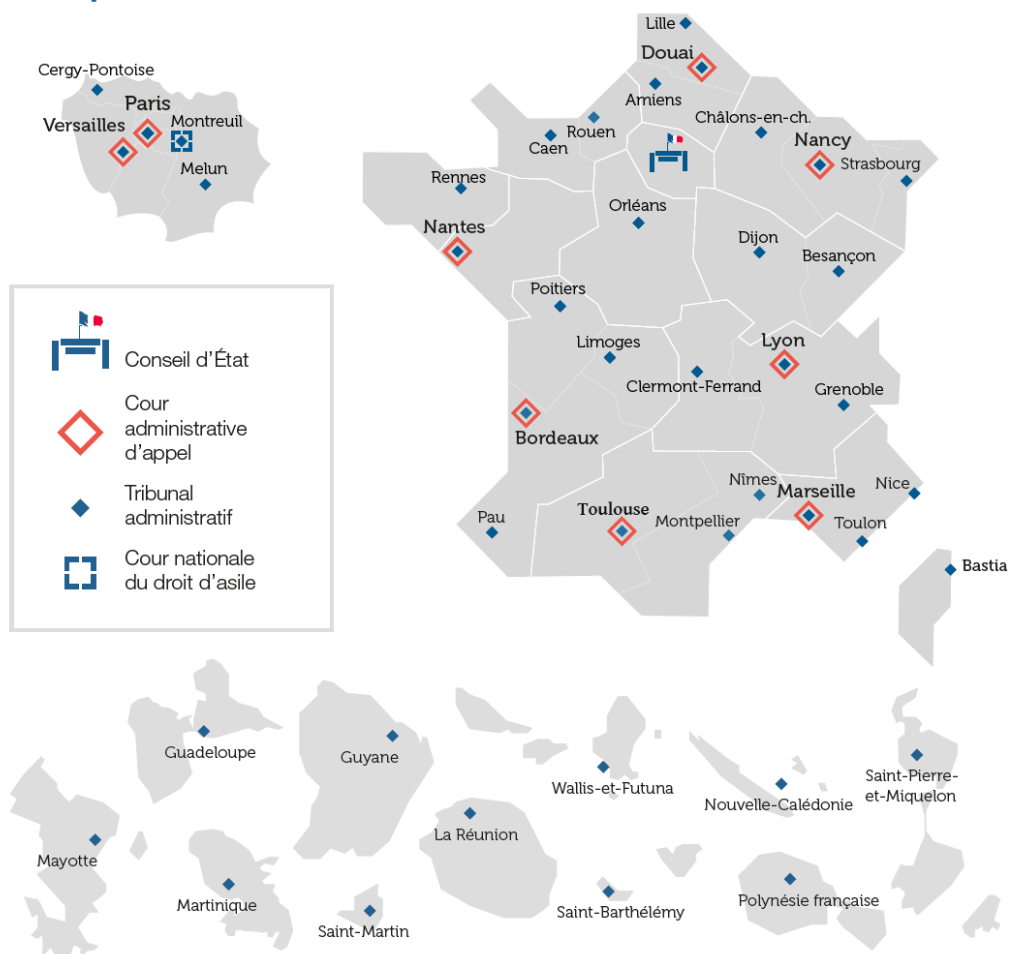 Lille
Douai
Amiens
Cergy-Pontoise
Paris
Versailles
Montreuil
Melun
Rouen
Caen
Châlons-en-ch.
Nancy
Strasbourg
Rennes
Nantes
Orléans
Dijon
Besançon
Poitiers
Limoges
Clermont-Ferrand
Lyon
Grenoble
Bordeaux
Pau
Toulouse
Montpellier
Nîmes
Marseille
Toulon
Nice
Bastia
Conseil d'État
Cour
administrative
d'appel
Tribunal
administratif
Cour nationale
du droit d'asile
Guadeloupe
Guyane
Wallis-et-Futuna
Nouvelle-Calédonie
Saint-Pierre-
et-Miquelon
Mayotte
La Réunion
Martinique
Saint-Martin
Saint-Barthélémy
Polynésie française